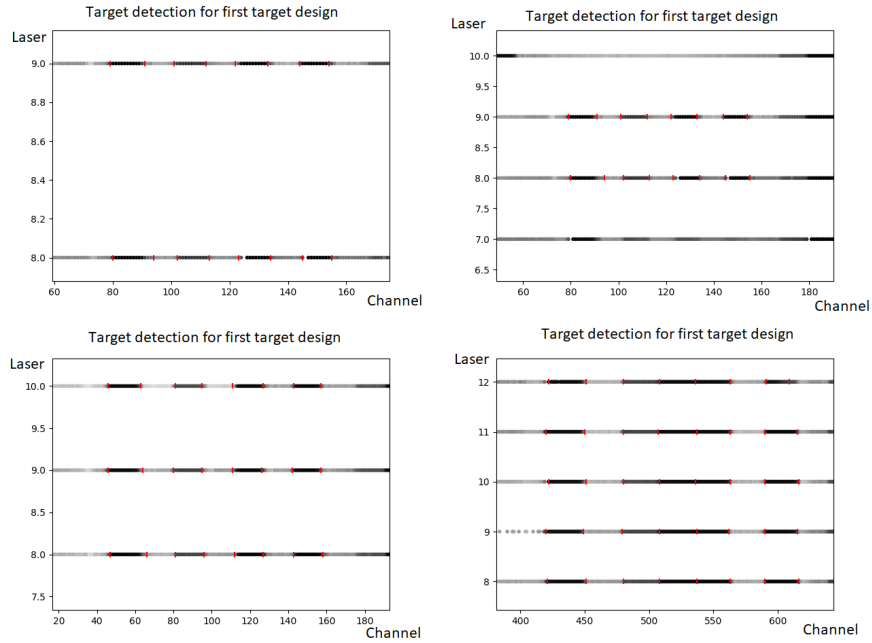 Target detection for first target design
Laser
9.0
8.8
8.6
8.4
8.2
8.0
60 80 100 120 140 160
Channel
Target detection for first target design
Laser
10.0
9.5
9.0
8.5
8.0
7.5
7.0
6.5
60 80 100 120 140 160 180
Channel
Target detection for first target design
Laser
10.0
9.5
9.0
8.5
8.0
7.5
20 40 60 80 100 120 140 160 180
Channel
Target detection for first target design
Laser
12
11
10
9
8
400 450 500 550 600
Channel